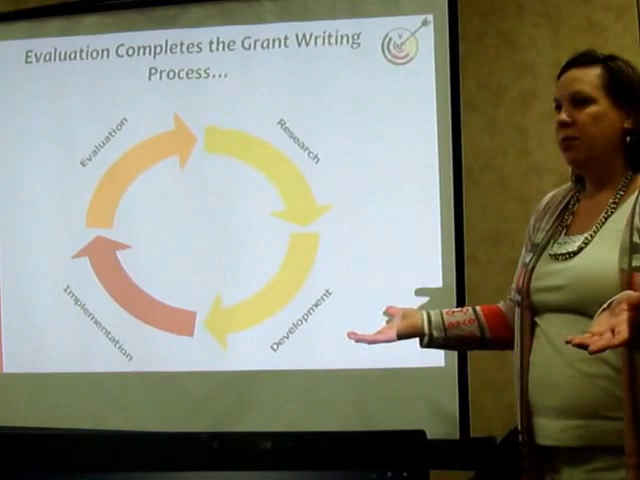 Evaluation Completes the Grant Writing
Process...
Evaluation
Research
Implementation
Development